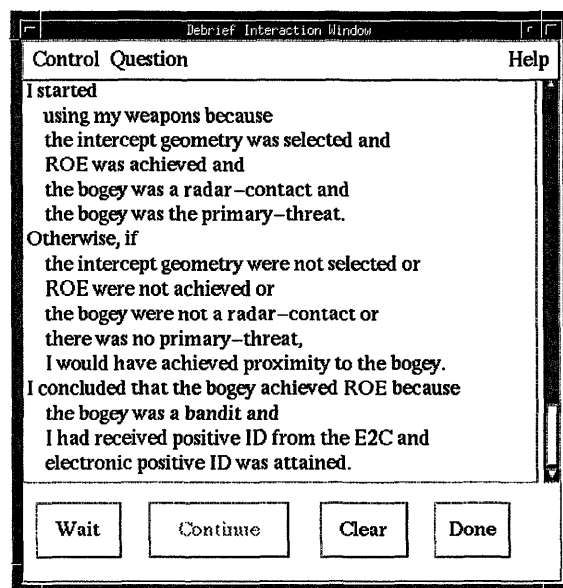 Debrief Interaction Window
Control Question Help
I started
using my weapons because
the intercept geometry was selected and
ROE was achieved and
the bogey was a radar-contact and
the bogey was the primary-threat.
Otherwise, if
the intercept geometry were not selected or
ROE were not achieved or
the bogey were not a radar-contact or
there was no primary-threat,
I would have achieved proximity to the bogey.
I concluded that the bogey achieved ROE because
the bogey was a bandit and
I had received positive ID from the E2C and
electronic positive ID was attained.
Wait Continue Clear Done